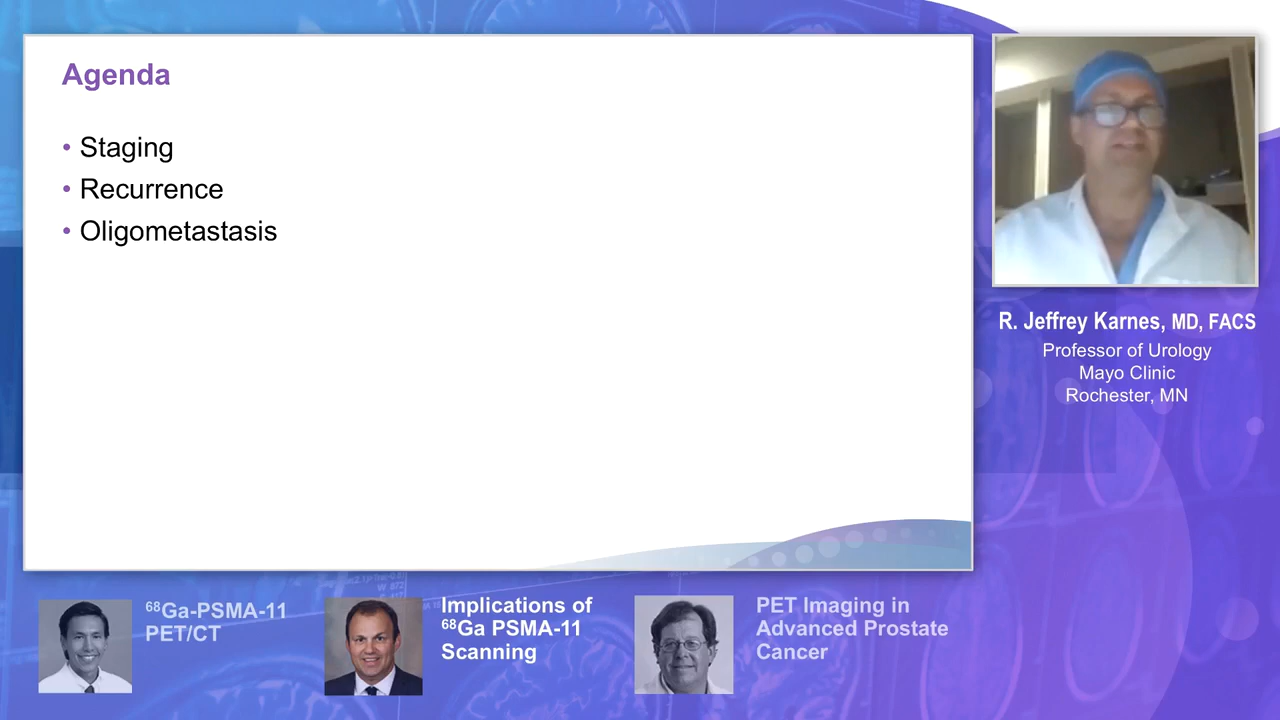 Agenda
• Staging
• Recurrence
• Oligometastasis
R. Jeffrey Karnes, MD, FACS
Professor of Urology
Mayo Clinic
Rochester, MN
⁶⁸Ga-PSMA-11
PET/CT
Implications of
⁶⁸Ga PSMA-11
Scanning
PET Imaging in
Advanced Prostate
Cancer